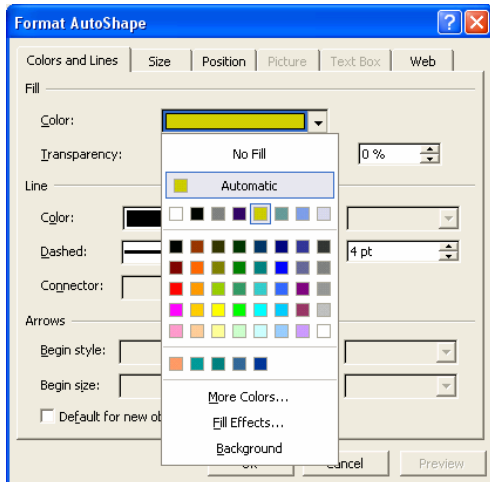 Format AutoShape
Colors and Lines Size Position Picture Text Box Web
Fill
Color:
No Fill
Transparency: 0 %
Automatic
Line
Color:
Dashed: 4 pt
Connector:
Arrows
Begin style:
Begin size:
More Colors...
Default for new
Fill Effects...
Background
Cancel Preview